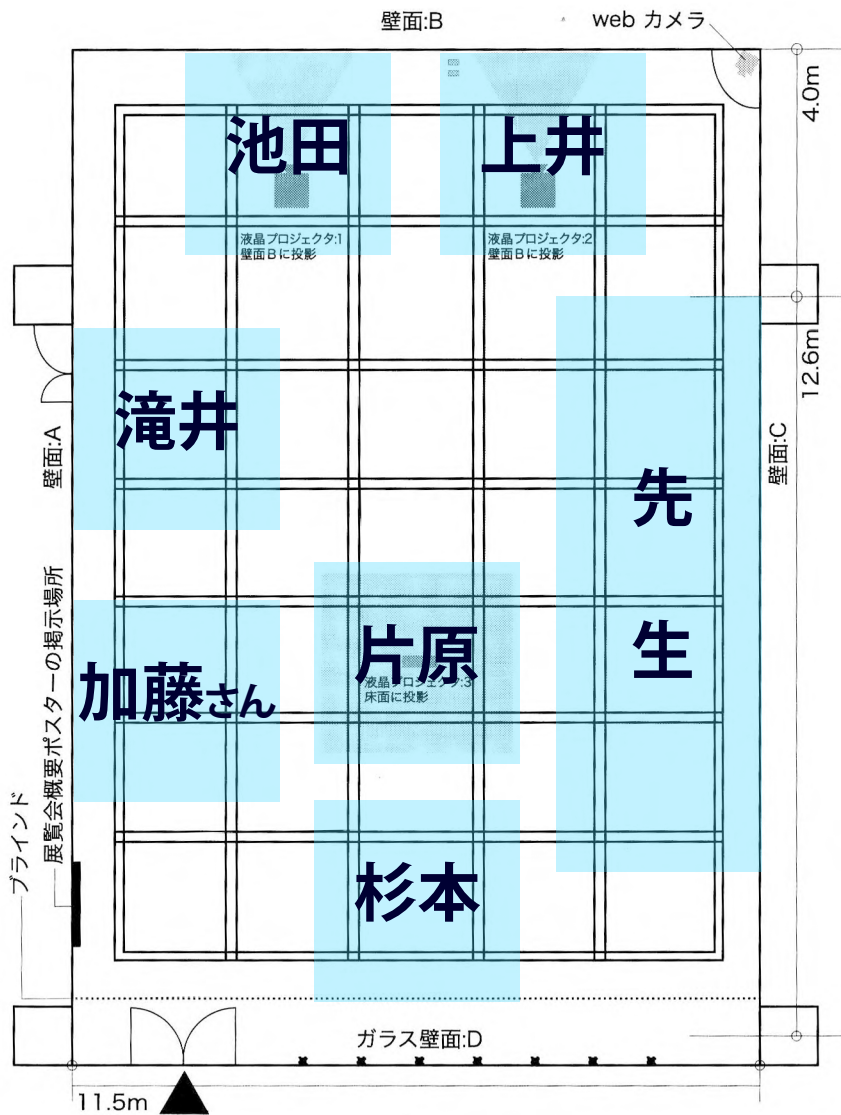 壁面:B
web カメラ
4.0m
池田
上井
液晶プロジェクタ:1
壁面Bに投影
液晶プロジェクタ:2
壁面Bに投影
12.6m
滝井
壁面:A
壁面:C
先
生
展覧会概要ポスターの掲示場所
片原
液晶プロジェクタ:3
床面に投影
加藤さん
ブラインド
杉本
ガラス壁面:D
11.5m